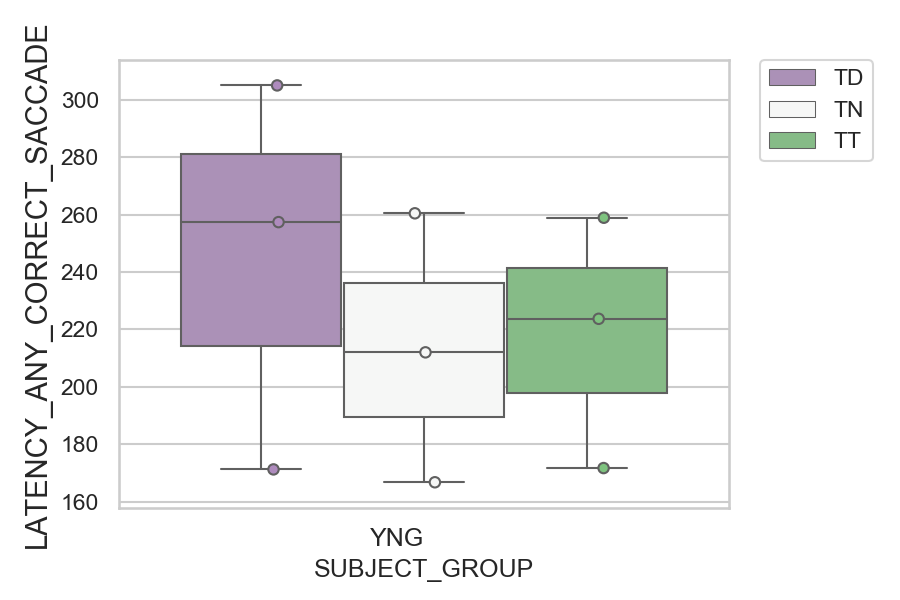 LATENCY_ANY_CORRECT_SACCADE
300
280
260
240
220
200
180
160
YNG
SUBJECT_GROUP
TD
TN
TT